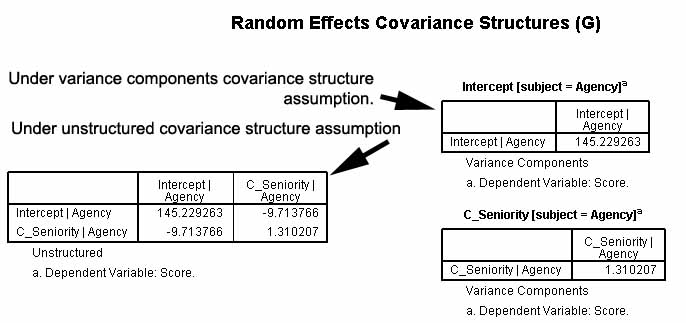 Random Effects Covariance Structures (G)
Under variance components covariance structure
assumption.
Under unstructured covariance structure assumption
Intercept | Agency C_Seniority | Agency
Intercept | Agency 145.229263 -9.713766
C_Seniority | Agency -9.713766 1.310207
Unstructured
a. Dependent Variable: Score.
Intercept [subject = Agency]a
Intercept | Agency
Intercept | Agency 145.229263
Variance Components
a. Dependent Variable: Score.
C_Seniority [subject = Agency]a
C_Seniority | Agency
C_Seniority | Agency 1.310207
Variance Components
a. Dependent Variable: Score.